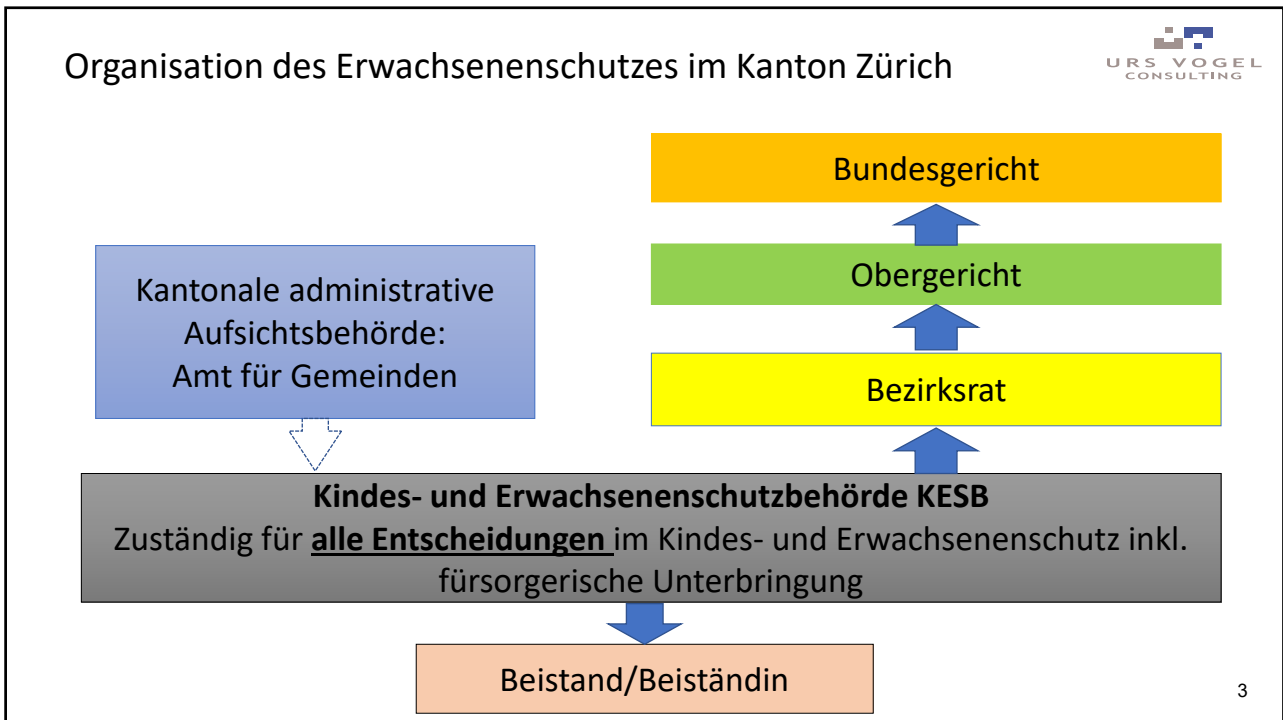 Organisation des Erwachsenenschutzes im Kanton Zürich
URS VOGEL
CONSULTING
Bundesgericht
Obergericht
Bezirksrat
Kantonale administrative
Aufsichtsbehörde:
Amt für Gemeinden
Kindes- und Erwachsenenschutzbehörde KESB
Zuständig für alle Entscheidungen im Kindes- und Erwachsenenschutz inkl.
fürsorgerische Unterbringung
Beistand/Beiständin
3